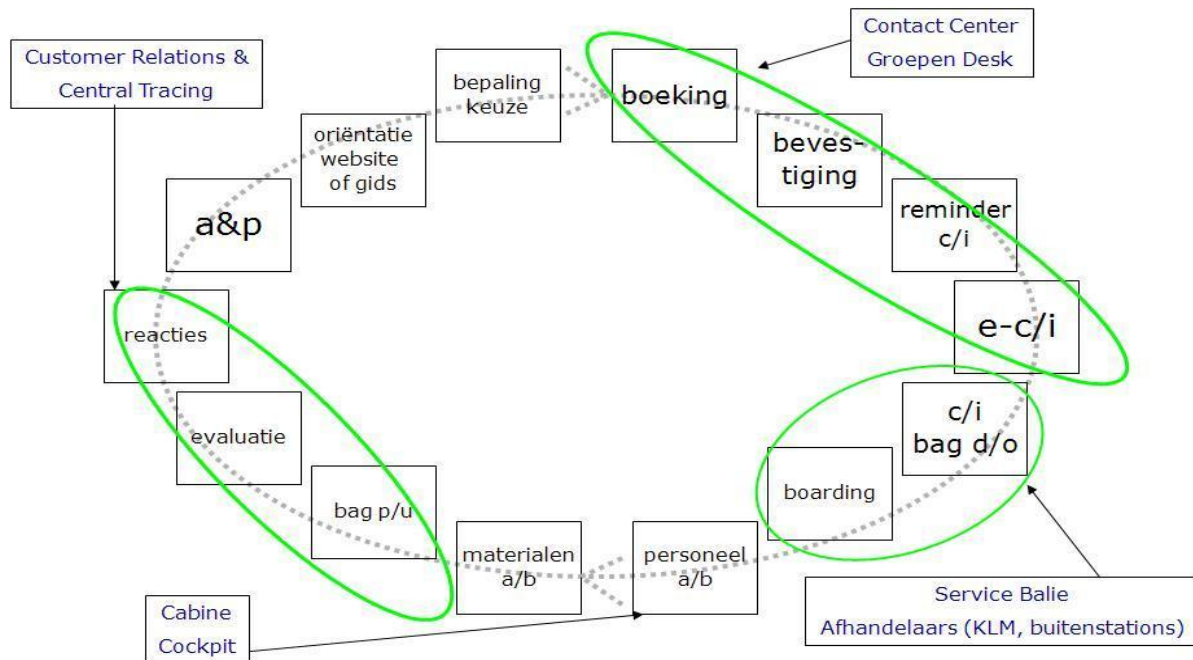 Customer Relations &
Central Tracing
Contact Center
Groepen Desk
bepaling
keuze
boeking
oriëntatie
website
of gids
beves-
tiging
a&p
reminder
c/i
reacties
e-c/i
evaluatie
c/i
bag d/o
bag p/u
boarding
materialen
a/b
personeel
a/b
Cabine
Cockpit
Service Balie
Afhandelaars (KLM, buitenstations)